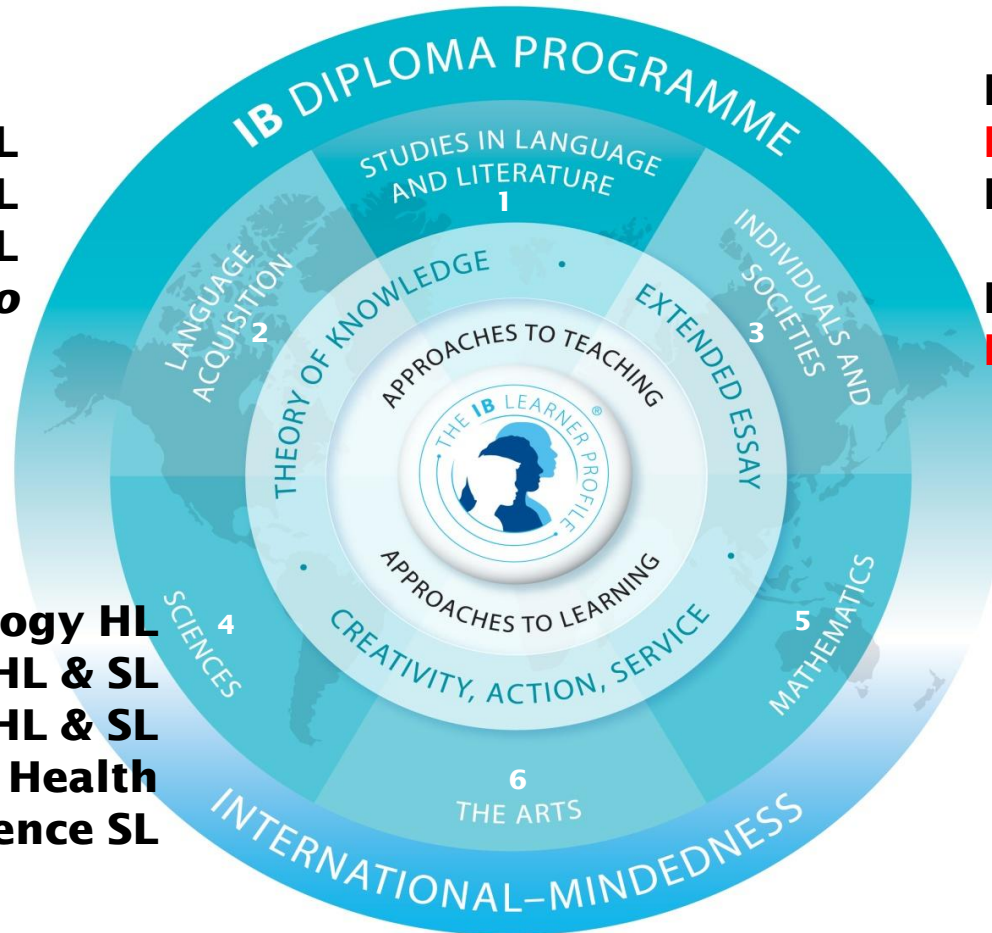 IB DIPLOMA PROGRAMME
STUDIES IN LANGUAGE
AND LITERATURE
1
LANGUAGE
ACQUISITION
2
INDIVIDUALS AND
SOCIETIES
3
THEORY OF KNOWLEDGE
EXTENDED ESSAY
APPROACHES TO TEACHING
THE IB LEARNER PROFILE ®
APPROACHES TO LEARNING
CREATIVITY, ACTION, SERVICE
SCIENCES
4
MATHEMATICS
5
6
THE ARTS
INTERNATIONAL–MINDEDNESS
L
L
L
o
ogy HL
HL & SL
HL & SL
Health
ence SL